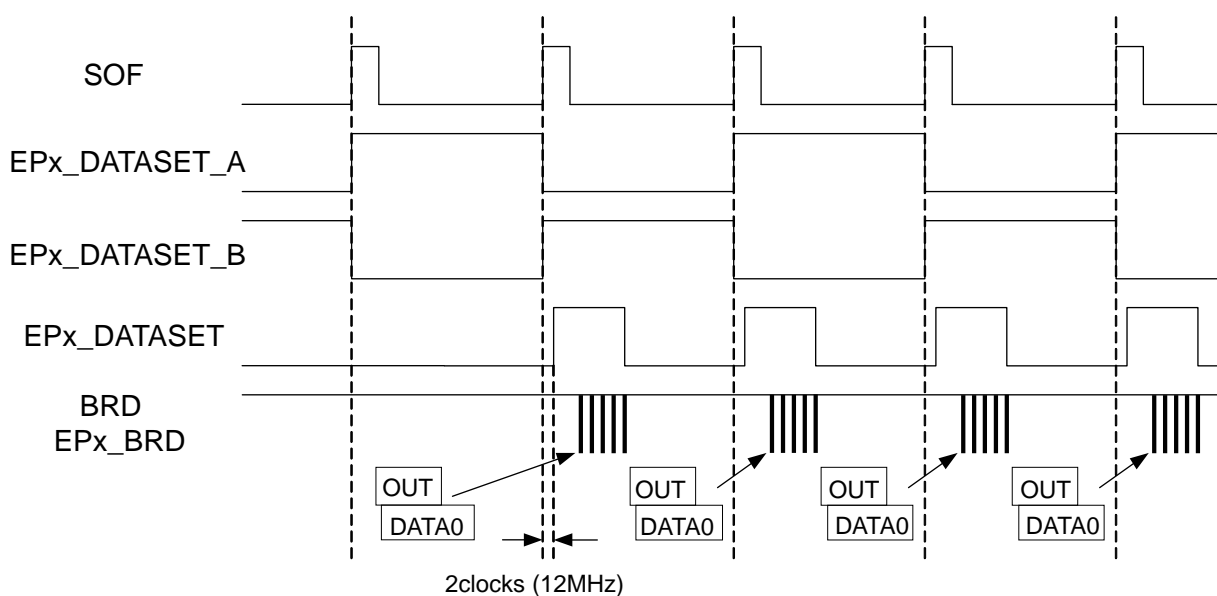 SOF
EPx_DATASET_A
EPx_DATASET_B
EPx_DATASET
BRD
EPx_BRD
OUT
DATA0
OUT
DATA0
OUT
DATA0
OUT
DATA0
2clocks (12MHz)